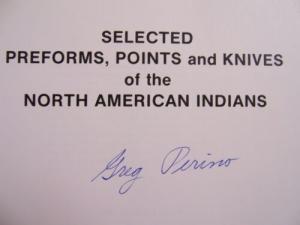 SELECTED
PREFORMS, POINTS and KNIVES
of the
NORTH AMERICAN INDIANS
Greg Perino